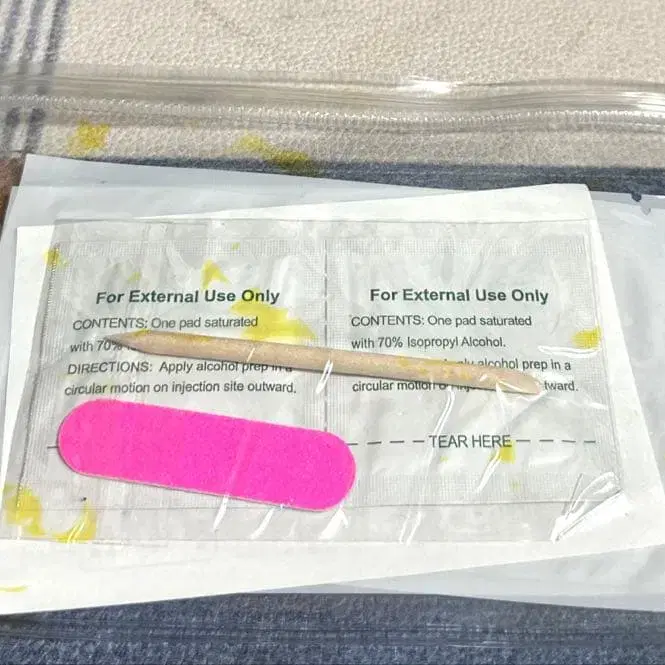 For External Use Only
CONTENTS: One pad saturated
with 70%
DIRECTIONS: Apply alcohol prep in a
circular motion on injection site outward.
For External Use Only
CONTENTS: One pad saturated
with 70% Isopropyl Alcohol.
alcohol prep in a
circular motion
TEAR HERE